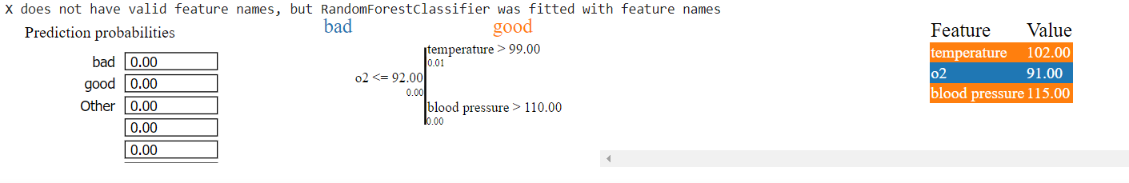 X does not have valid feature names, but RandomForestClassifier was fitted with feature names
Prediction probabilities
bad 0.00
good 0.00
Other 0.00
0.00
0.00
bad good
temperature > 99.00
0.01
o2 <= 92.00
0.00
blood pressure > 110.00
0.00
Feature Value
temperature 102.00
o2 91.00
blood pressure 115.00